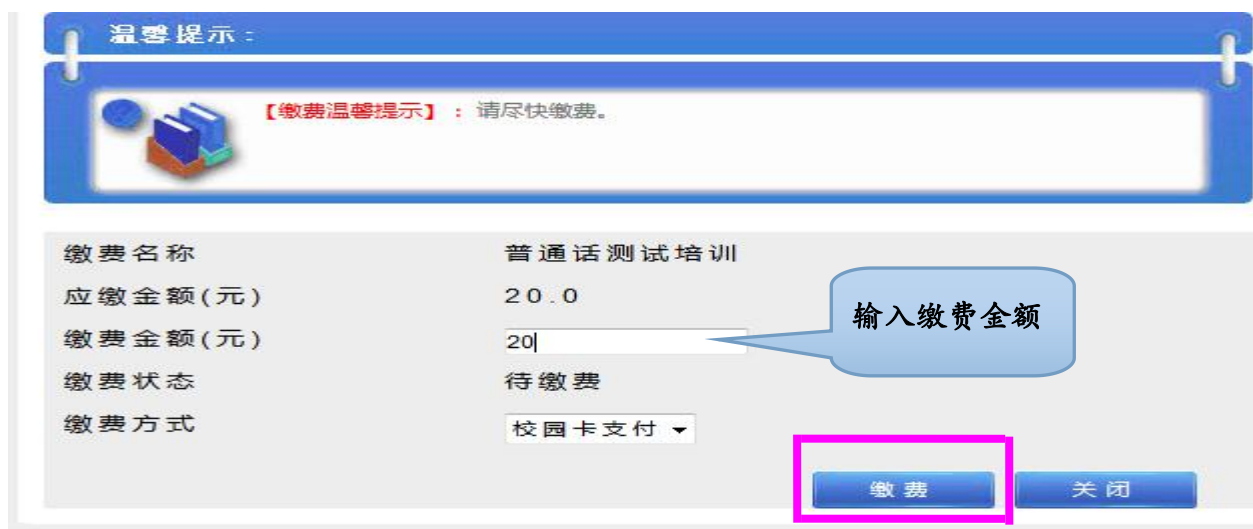 温馨提示：
【缴费温馨提示】：请尽快缴费。
缴费名称 普通话测试培训
应缴金额(元) 20.0
缴费金额(元) 20
输入缴费金额
缴费状态 待缴费
缴费方式 校园卡支付
缴费 关闭